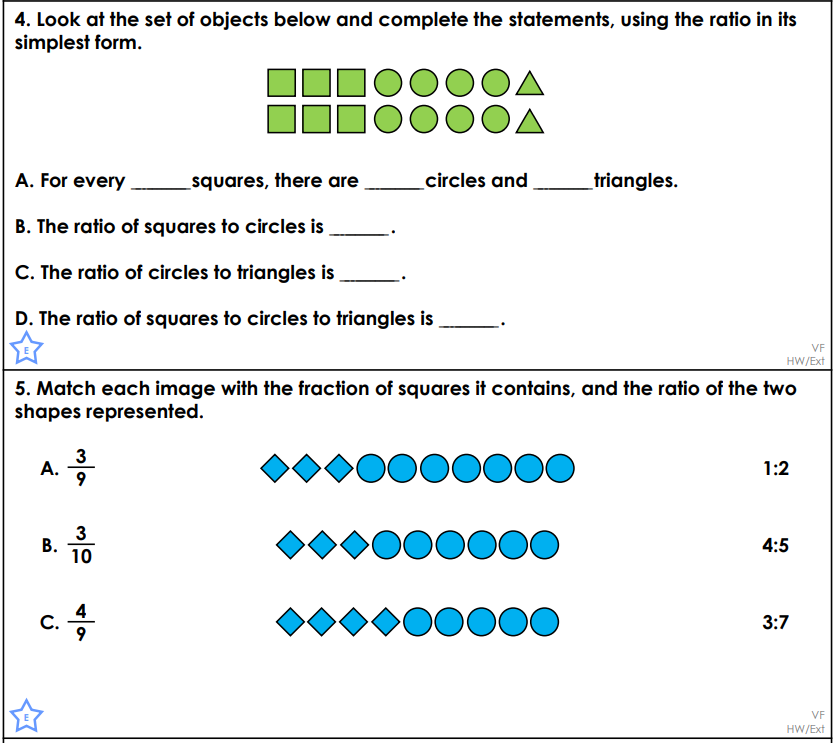 4. Look at the set of objects below and complete the statements, using the ratio in its
simplest form.
A. For every ______squares, there are ______circles and ______triangles.
B. The ratio of squares to circles is ______.
C. The ratio of circles to triangles is ______.
D. The ratio of squares to circles to triangles is ______.
E
VF
HW/Ext
5. Match each image with the fraction of squares it contains, and the ratio of the two
shapes represented.
A. 3/9 1:2
B. 3/10 4:5
C. 4/9 3:7
E
VF
HW/Ext